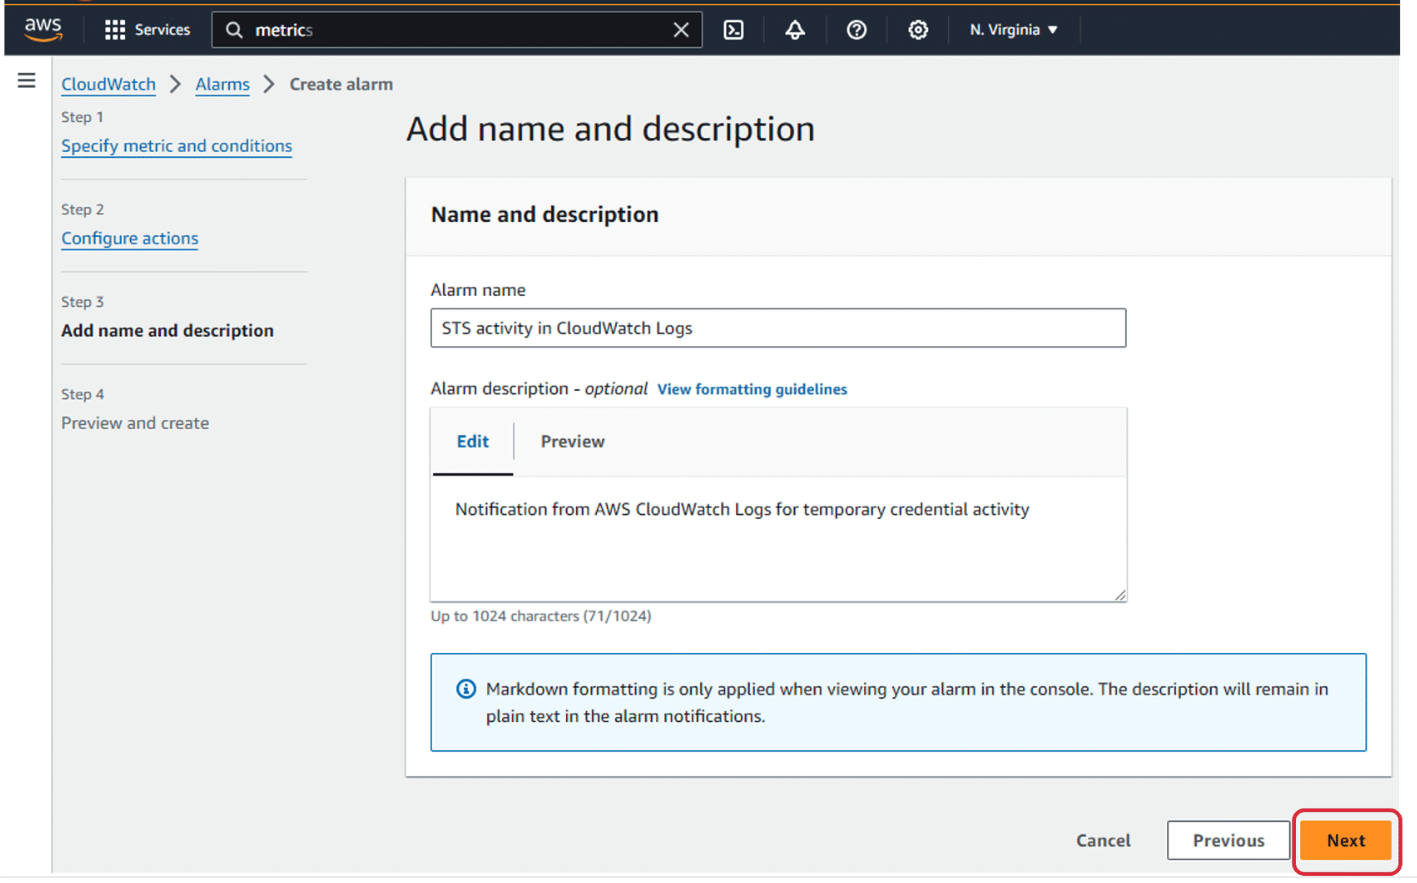 aws
Services
metrics
N. Virginia
CloudWatch > Alarms > Create alarm
Step 1
Specify metric and conditions
Step 2
Configure actions
Step 3
Add name and description
Step 4
Preview and create
Add name and description
Name and description
Alarm name
STS activity in CloudWatch Logs
Alarm description - optional View formatting guidelines
Edit
Preview
Notification from AWS CloudWatch Logs for temporary credential activity
Up to 1024 characters (71/1024)
Markdown formatting is only applied when viewing your alarm in the console. The description will remain in
plain text in the alarm notifications.
Cancel
Previous
Next